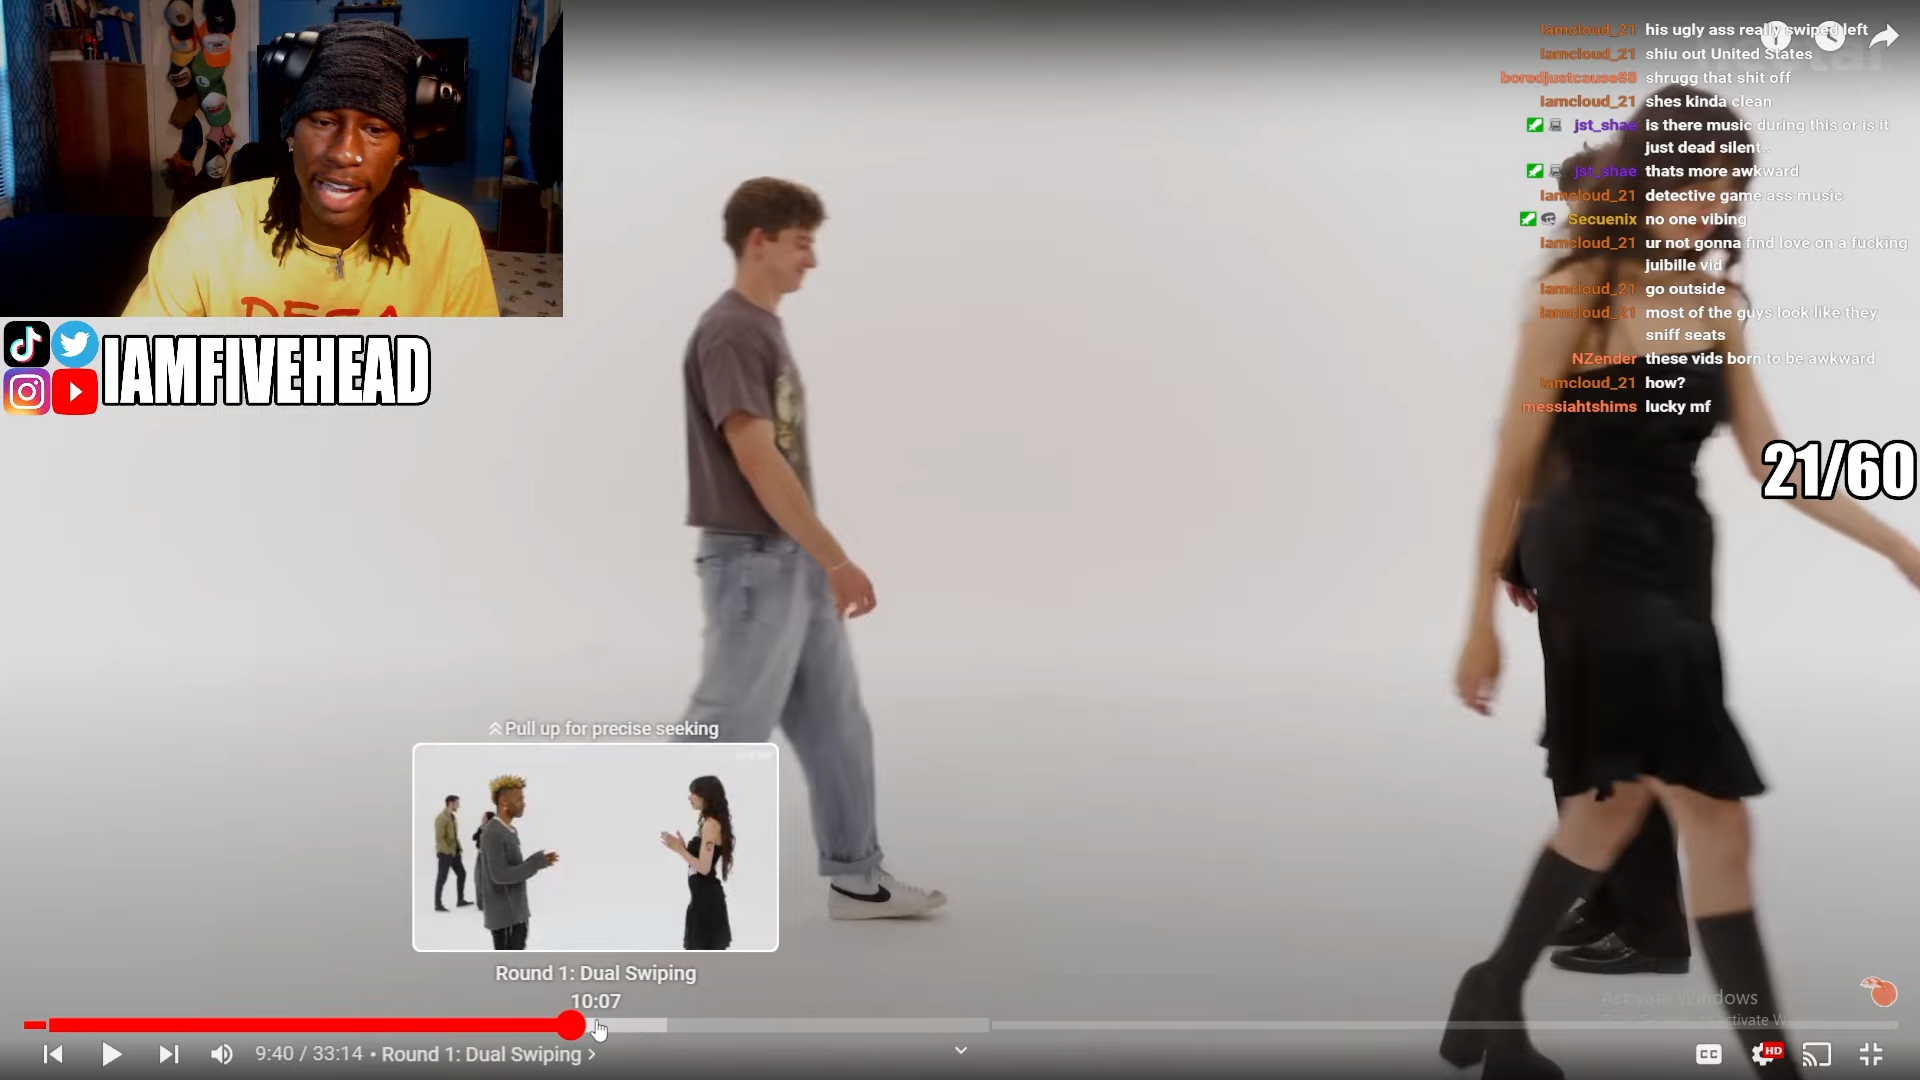 Iamcloud_21 his ugly ass really swiped left
Iamcloud_21 shiu out United States
boredjustcause88 shrugg that shit off
Iamcloud_21 shes kinda clean
jst_shae is there music during this or is it
just dead silent..
jst_shae thats more awkward
Iamcloud_21 detective game ass music
Secuenix no one vibing
Iamcloud_21 ur not gonna find love on a fucking
juibille vid
Iamcloud_21 go outside
Iamcloud_21 most of the guys look like they
sniff seats
NZender these vids born to be awkward
Iamcloud_21 how?
messiahtshims lucky mf
IAMFIVEHEAD
21/60
Pull up for precise seeking
Round 1: Dual Swiping
10:07
Activate Windows
9:40 / 33:14 • Round 1: Dual Swiping
CC
HD